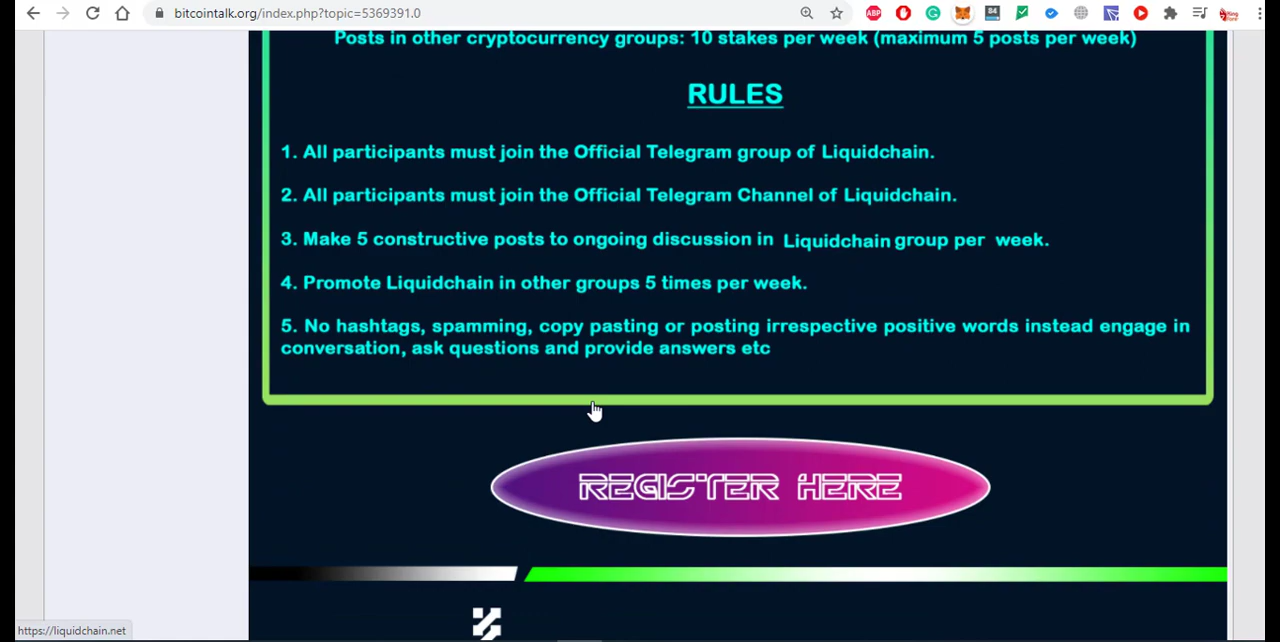 bitcointalk.org/index.php?topic=5369391.0
ABP
84
Posts in other cryptocurrency groups: 10 stakes per week (maximum 5 posts per week)
RULES
1. All participants must join the Official Telegram group of Liquidchain.
2. All participants must join the Official Telegram Channel of Liquidchain.
3. Make 5 constructive posts to ongoing discussion in Liquidchain group per week.
4. Promote Liquidchain in other groups 5 times per week.
5. No hashtags, spamming, copy pasting or posting irrespective positive words instead engage in
conversation, ask questions and provide answers etc
REGISTER HERE
https://liquidchain.net